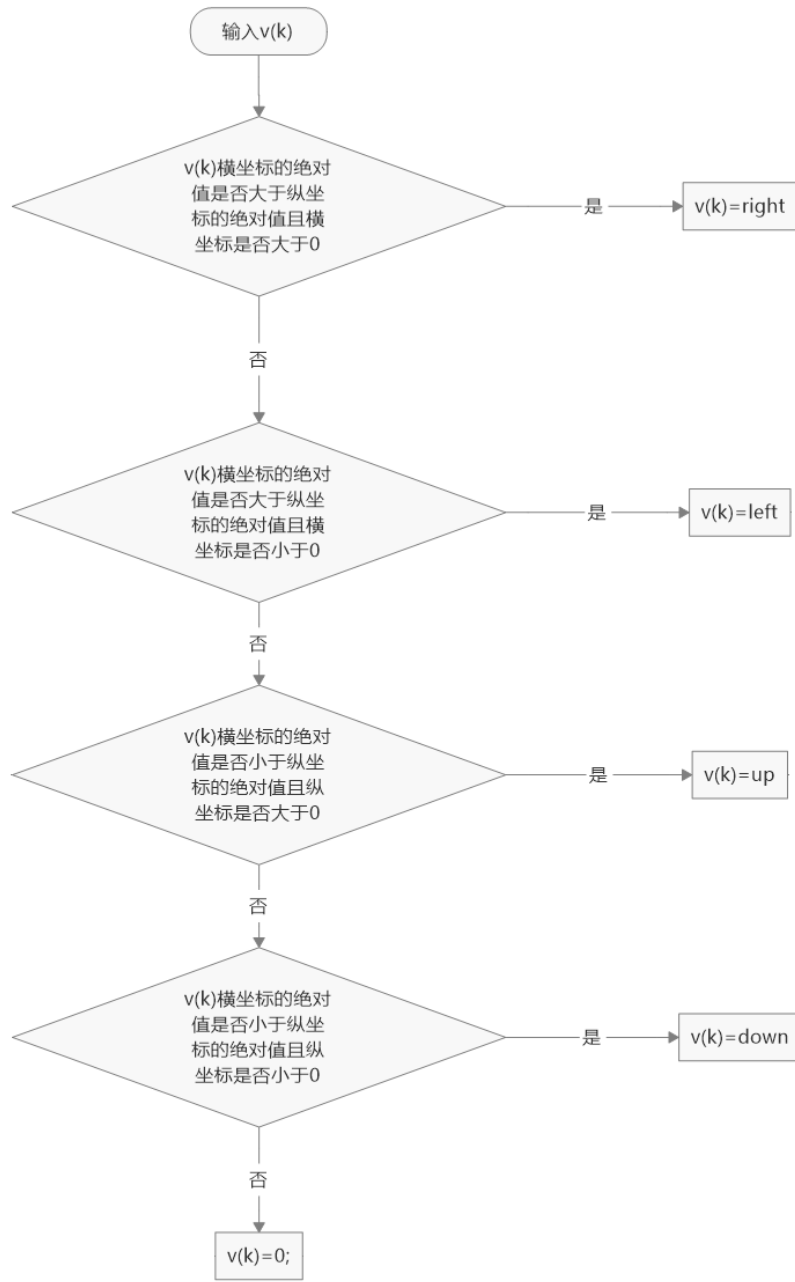 输入v(k)
v(k)横坐标的绝对
值是否大于纵坐
标的绝对值且横
坐标是否大于0
是
v(k)=right
否
v(k)横坐标的绝对
值是否大于纵坐
标的绝对值且横
坐标是否小于0
是
v(k)=left
否
v(k)横坐标的绝对
值是否小于纵坐
标的绝对值且纵
坐标是否大于0
是
v(k)=up
否
v(k)横坐标的绝对
值是否小于纵坐
标的绝对值且纵
坐标是否小于0
是
v(k)=down
否
v(k)=0;